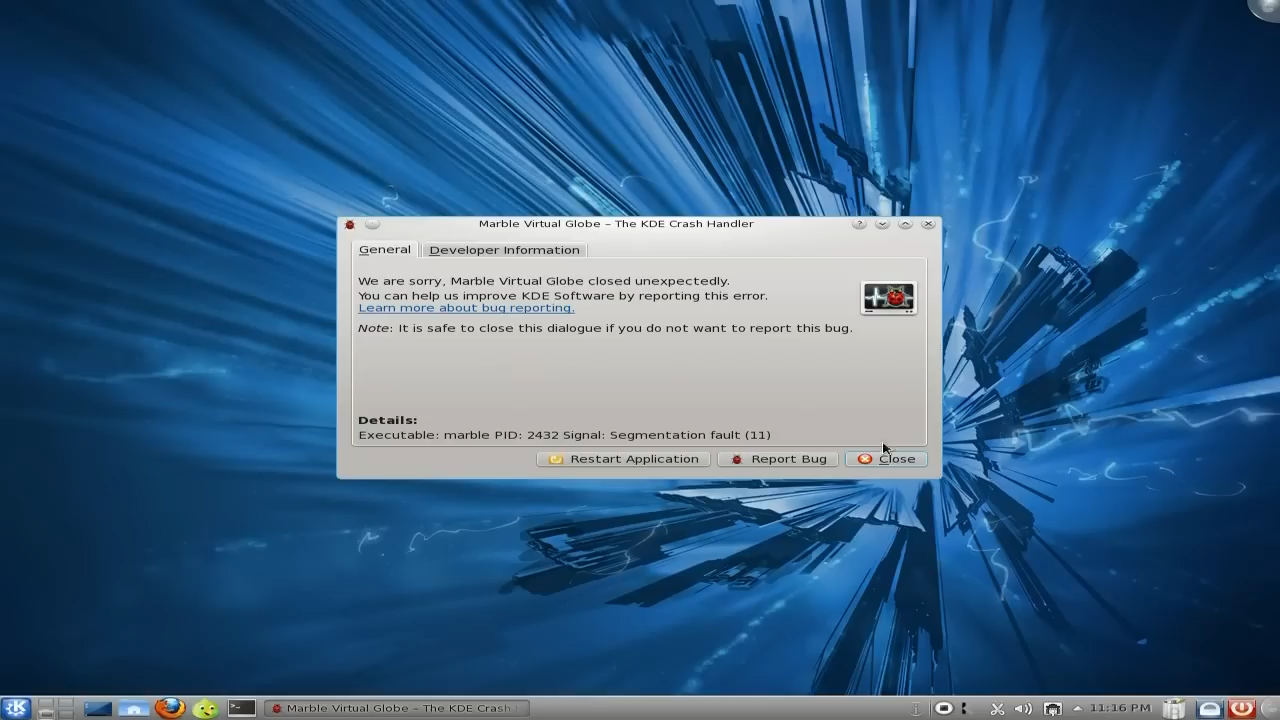 Marble Virtual Globe – The KDE Crash Handler
General
Developer Information
We are sorry, Marble Virtual Globe closed unexpectedly.
You can help us improve KDE Software by reporting this error.
Learn more about bug reporting.
Note: It is safe to close this dialogue if you do not want to report this bug.
Details:
Executable: marble PID: 2432 Signal: Segmentation fault (11)
Restart Application
Report Bug
Close
Marble Virtual Globe – The KDE Crash
11:16 PM